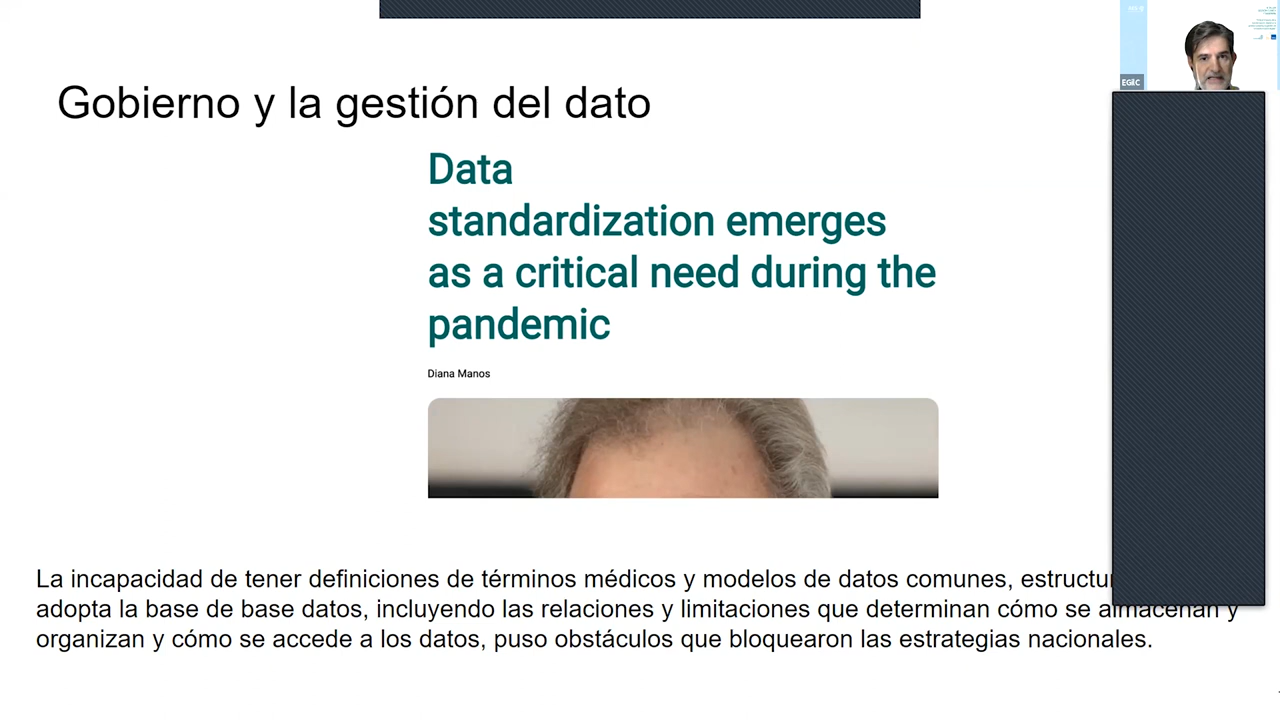 Gobierno y la gestión del dato
Data
standardization emerges
as a critical need during the
pandemic
Diana Manos
La incapacidad de tener definiciones de términos médicos y modelos de datos comunes,
adopta la base de base datos, incluyendo las relaciones y limitaciones que determinan cómo se almacenan y
organizan y cómo se accede a los datos, puso obstáculos que bloquearon las estrategias nacionales.
EGEC